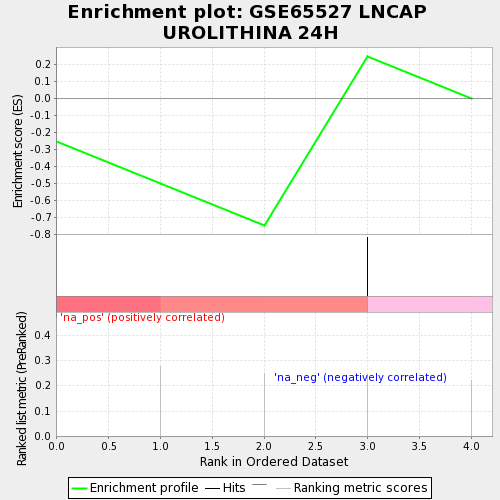 Enrichment plot: GSE65527 LNCAP
UROLITHINA 24H
Enrichment score (ES)
0.2
0.1
0.0
-0.1
-0.2
-0.3
-0.4
-0.5
-0.6
-0.7
-0.8
'na_pos' (positively correlated)
'na_neg' (negatively correlated)
Ranked list metric (PreRanked)
0.4
0.3
0.2
0.1
0.0
0.0 0.5 1.0 1.5 2.0 2.5 3.0 3.5 4.0
Rank in Ordered Dataset
Enrichment profile Hits Ranking metric scores